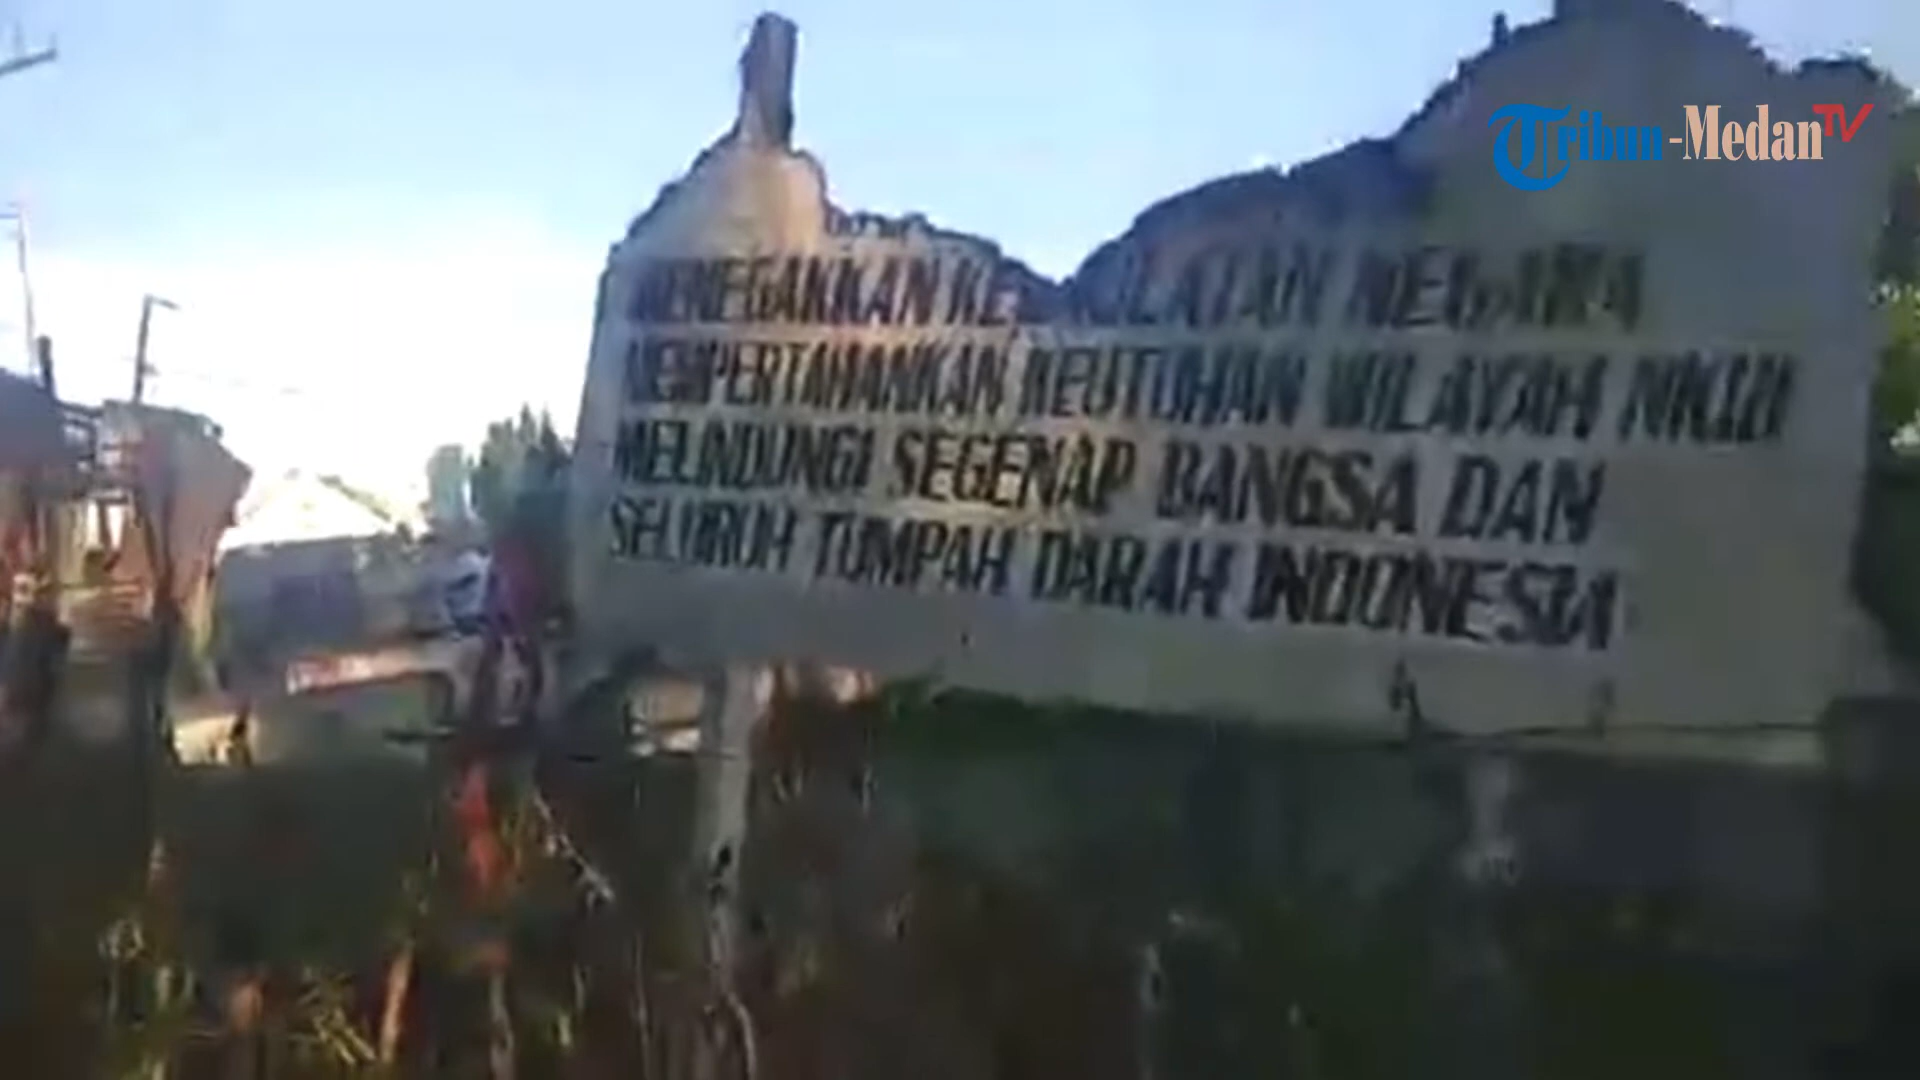 Tribun-MedanTV
MENEGAKKAN KEDAULATAN NEGARA
MEMPERTAHANKAN KEUTUHAN WILAYAH NKRI
MELINDUNGI SEGENAP BANGSA DAN
SELURUH TUMPAH DARAH INDONESIA